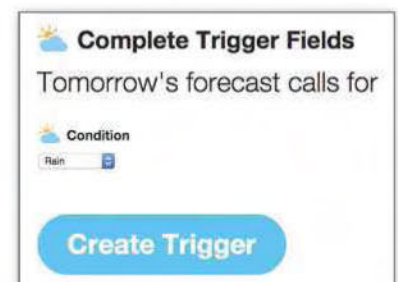 Complete Trigger Fields
Tomorrow's forecast calls for
Condition
Rain
Create Trigger